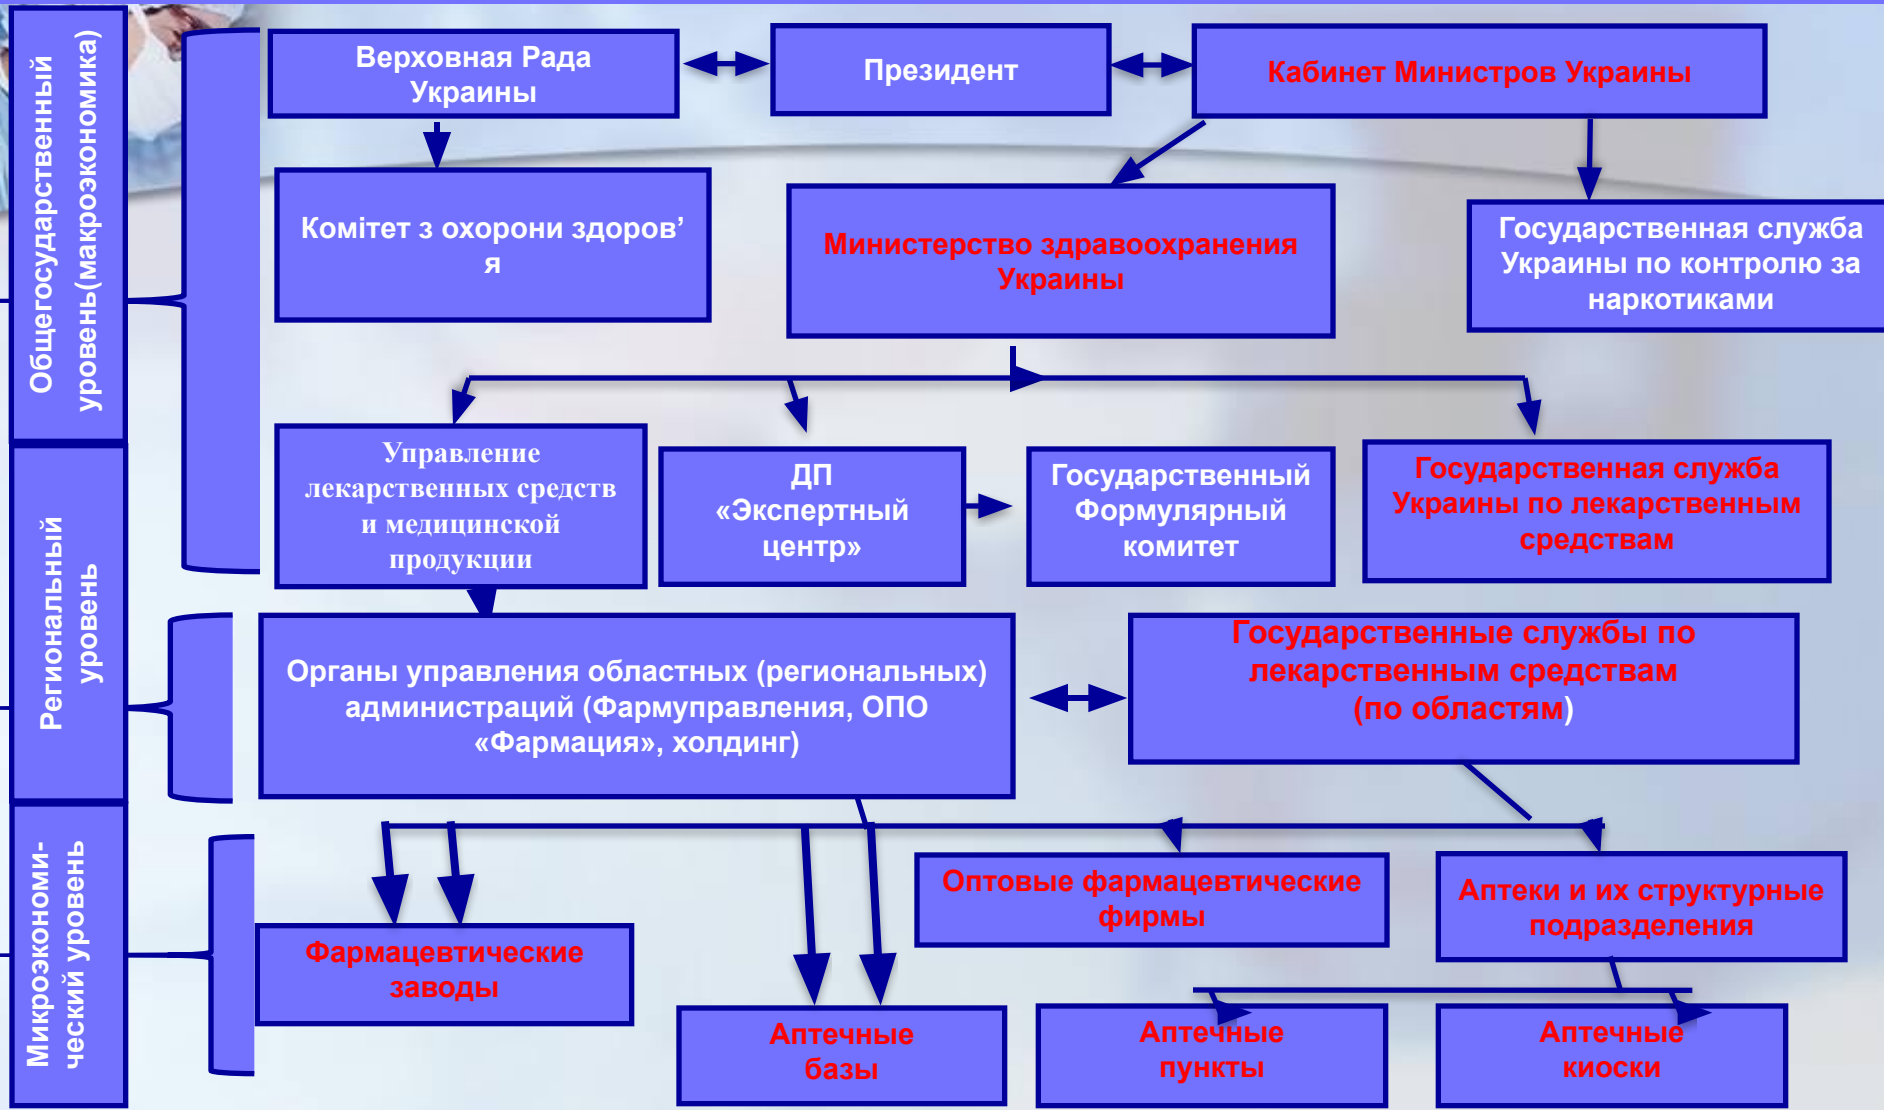 Общегосударственный
уровень(макроэкономика)
Верховная Рада
Украины
Президент
Кабинет Министров Украины
Комітет з охорони здоров’
я
Министерство здравоохранения
Украины
Государственная служба
Украины по контролю за
наркотиками
Управление
лекарственных средств
и медицинской
продукции
ДП
«Экспертный
центр»
Государственный
Формулярный
комитет
Государственная служба
Украины по лекарственным
средствам
Региональный
уровень
Органы управления областных (региональных)
администраций (Фармуправления, ОПО
«Фармация», холдинг)
Государственные службы по
лекарственным средствам
(по областям)
Микроэкономи-
ческий уровень
Фармацевтические
заводы
Оптовые фармацевтические
фирмы
Аптеки и их структурные
подразделения
Аптечные
базы
Аптечные
пункты
Аптечные
киоски